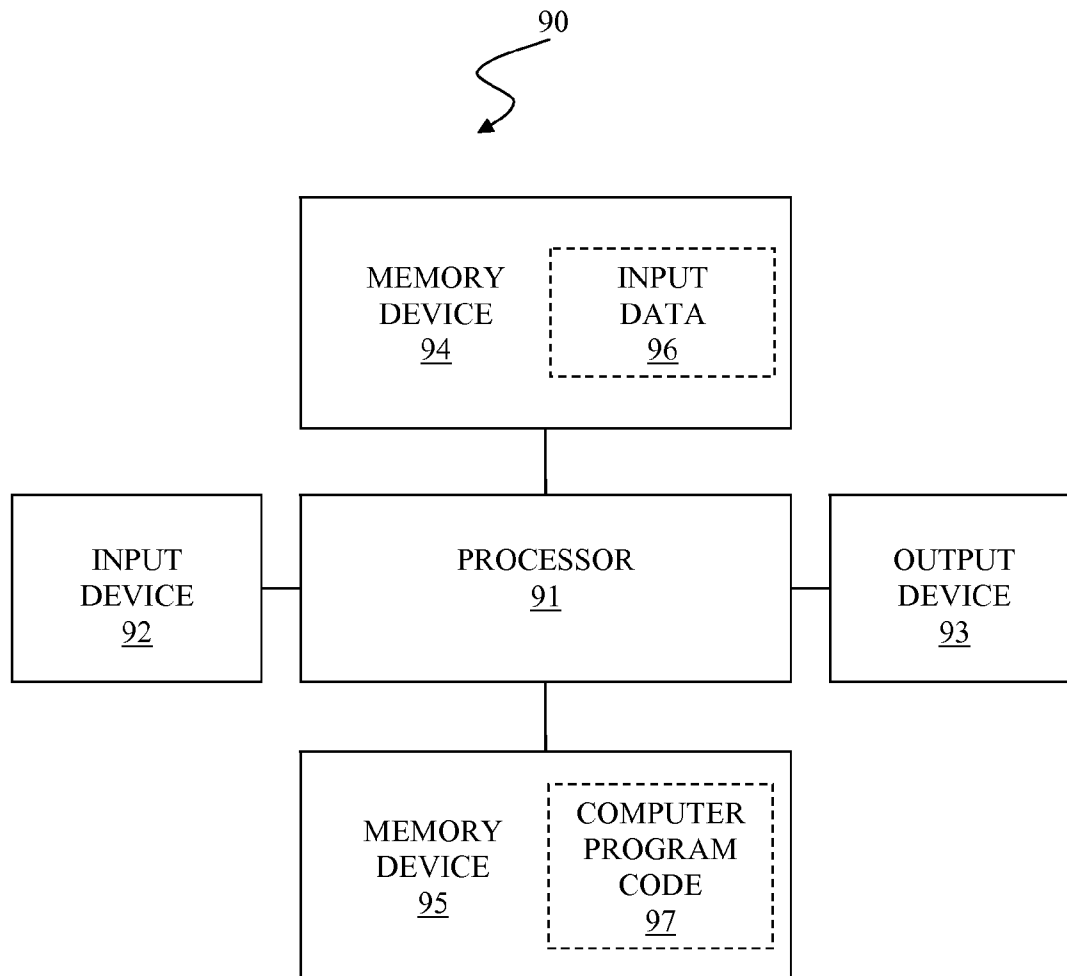 90
MEMORY
DEVICE
94
INPUT
DATA
96
INPUT
DEVICE
92
PROCESSOR
91
OUTPUT
DEVICE
93
MEMORY
DEVICE
95
COMPUTER
PROGRAM
CODE
97